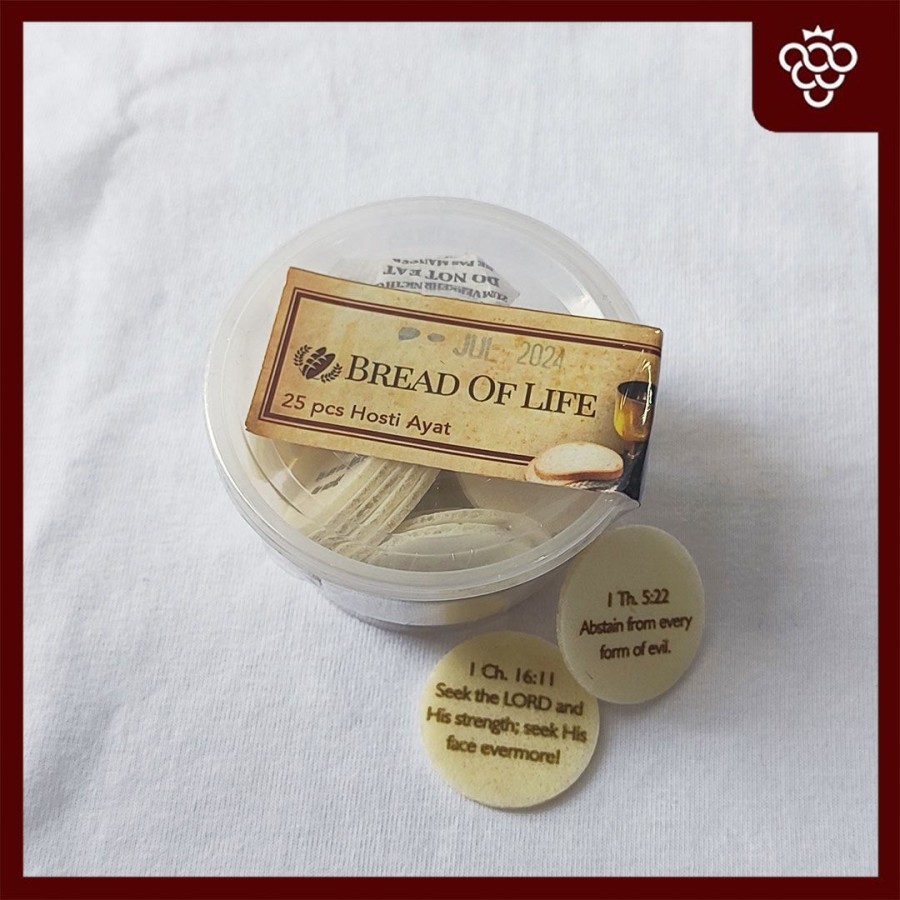 DO NOT EAT
JUL 2024
BREAD OF LIFE
25 pcs Hosti Ayat
1 Th. 5:22
Abstain from every
form of evil.
1 Ch. 16:11
Seek the LORD and
His strength; seek His
face evermore!